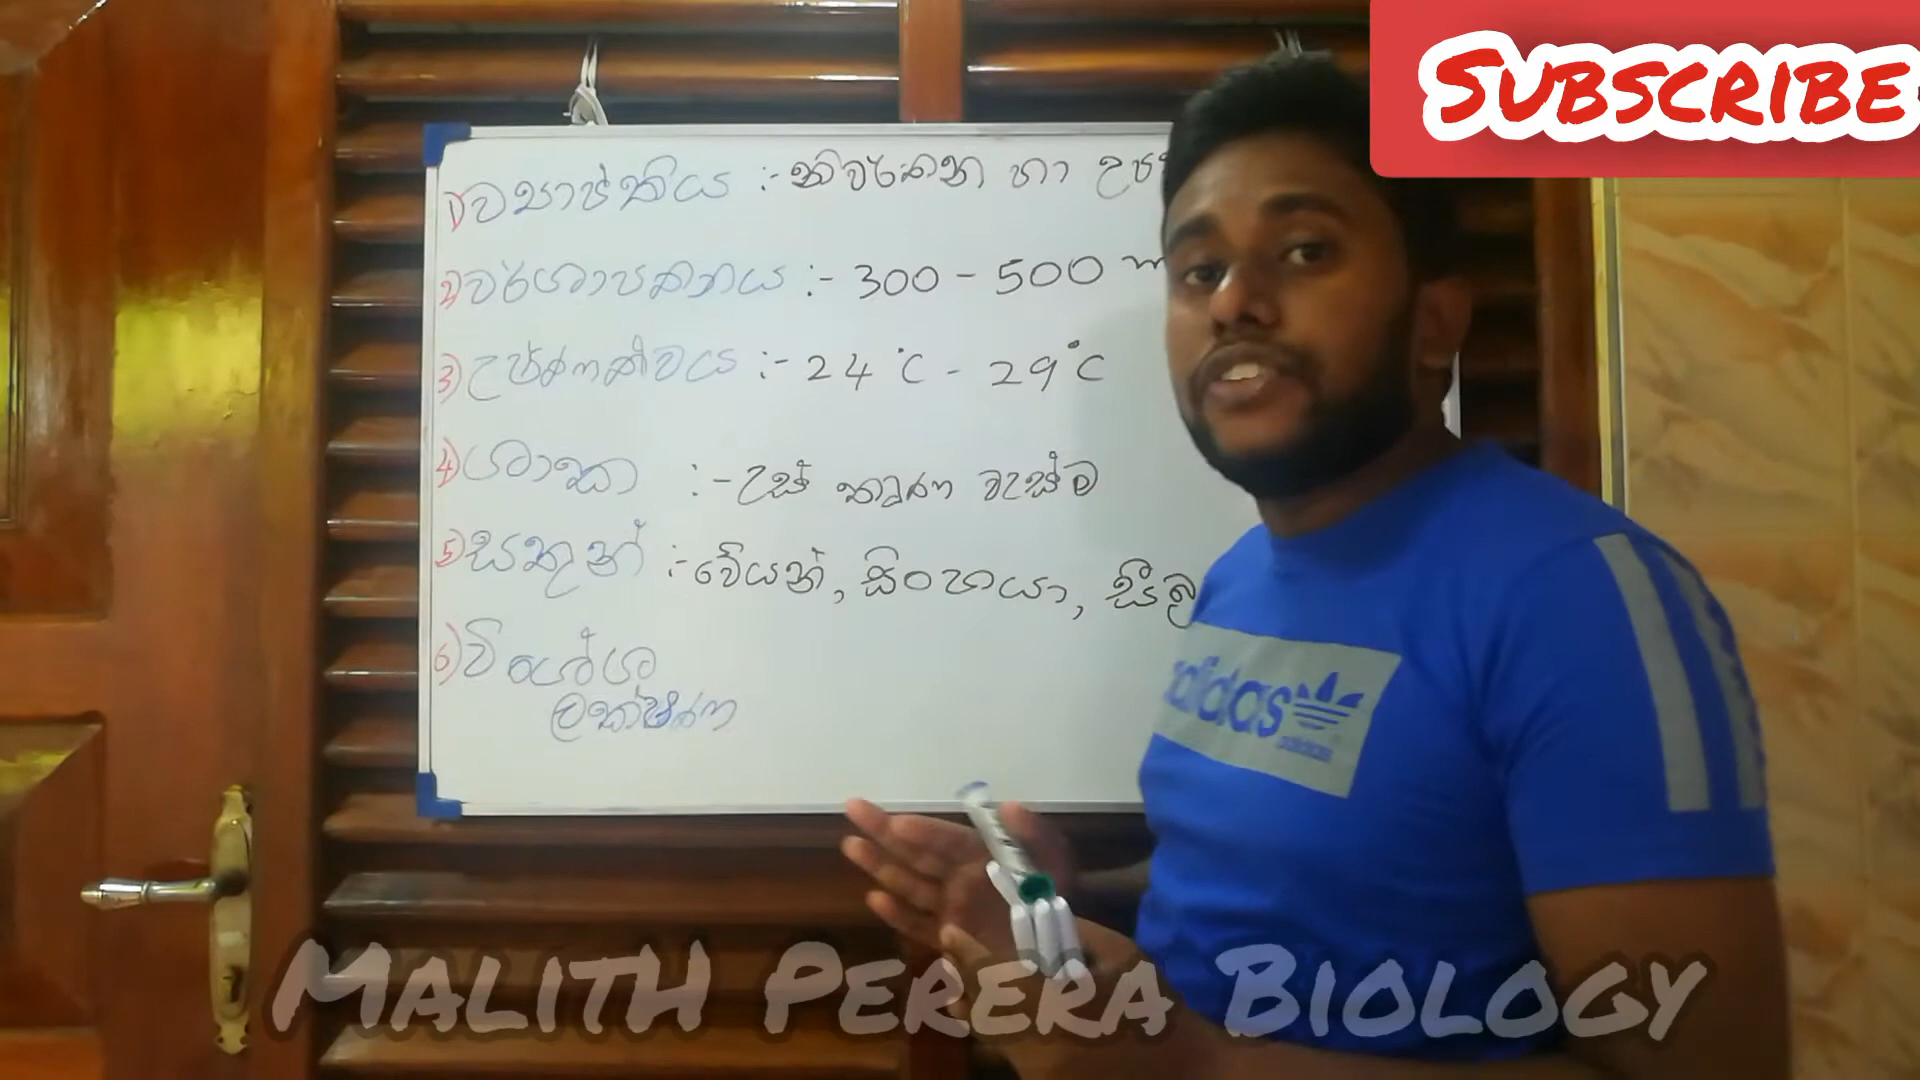 SUBSCRIBE
1) ව්‍යාප්තිය :- නිවර්තන හා උප
2) වර්ශාපතනය :- 300 - 500 m
3) උෂ්ණත්වය :- 24°C - 29°C
4) ශාක :- උස් තෘණ වැස්ම
5) සතුන් :- වේයන්, සිංහයා, සීබ්‍ර
6) විශේශ
ලක්ෂණ
adidas
adidas
MALITH PERERA BIOLOGY